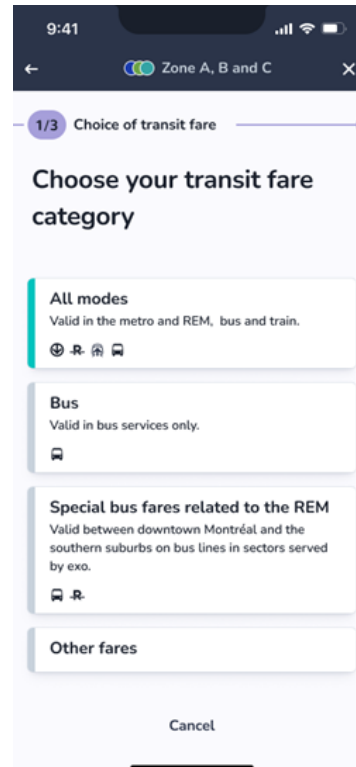 9:41
Zone A, B and C
1/3 Choice of transit fare
Choose your transit fare
category
All modes
Valid in the metro and REM, bus and train.
Bus
Valid in bus services only.
Special bus fares related to the REM
Valid between downtown Montréal and the
southern suburbs on bus lines in sectors served
by exo.
Other fares
Cancel